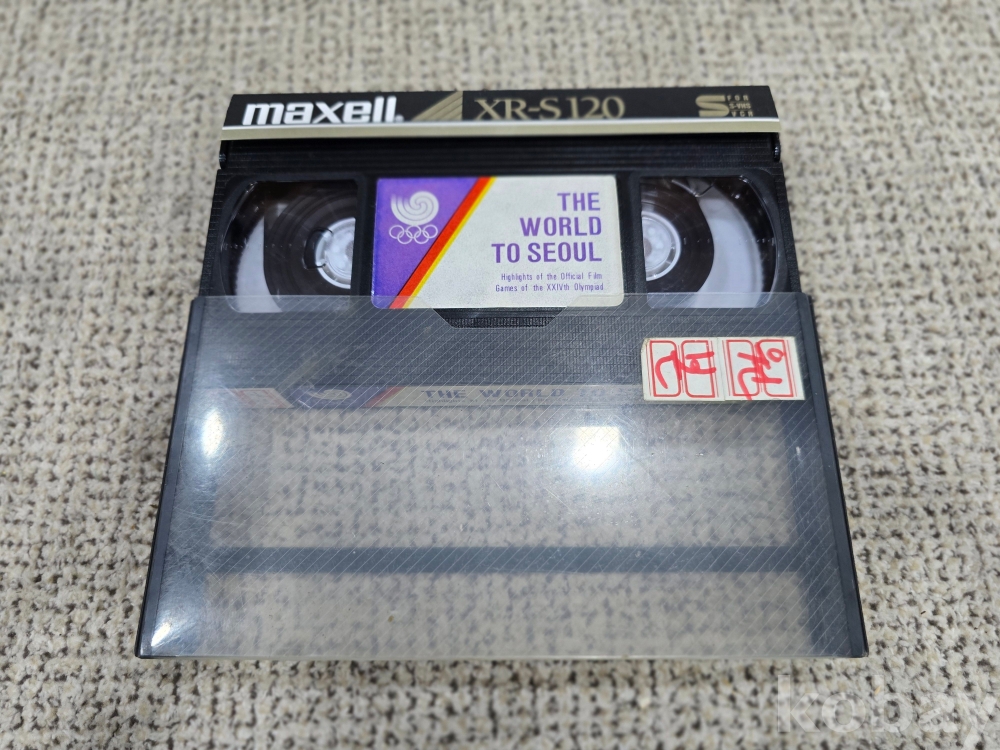 maxell
XR-S 120
S
FOR
S-VHS
VCR
THE
WORLD
TO SEOUL
Highlights of the Official Film
Games of the XXIVth Olympiad
THE WORLD
kobay